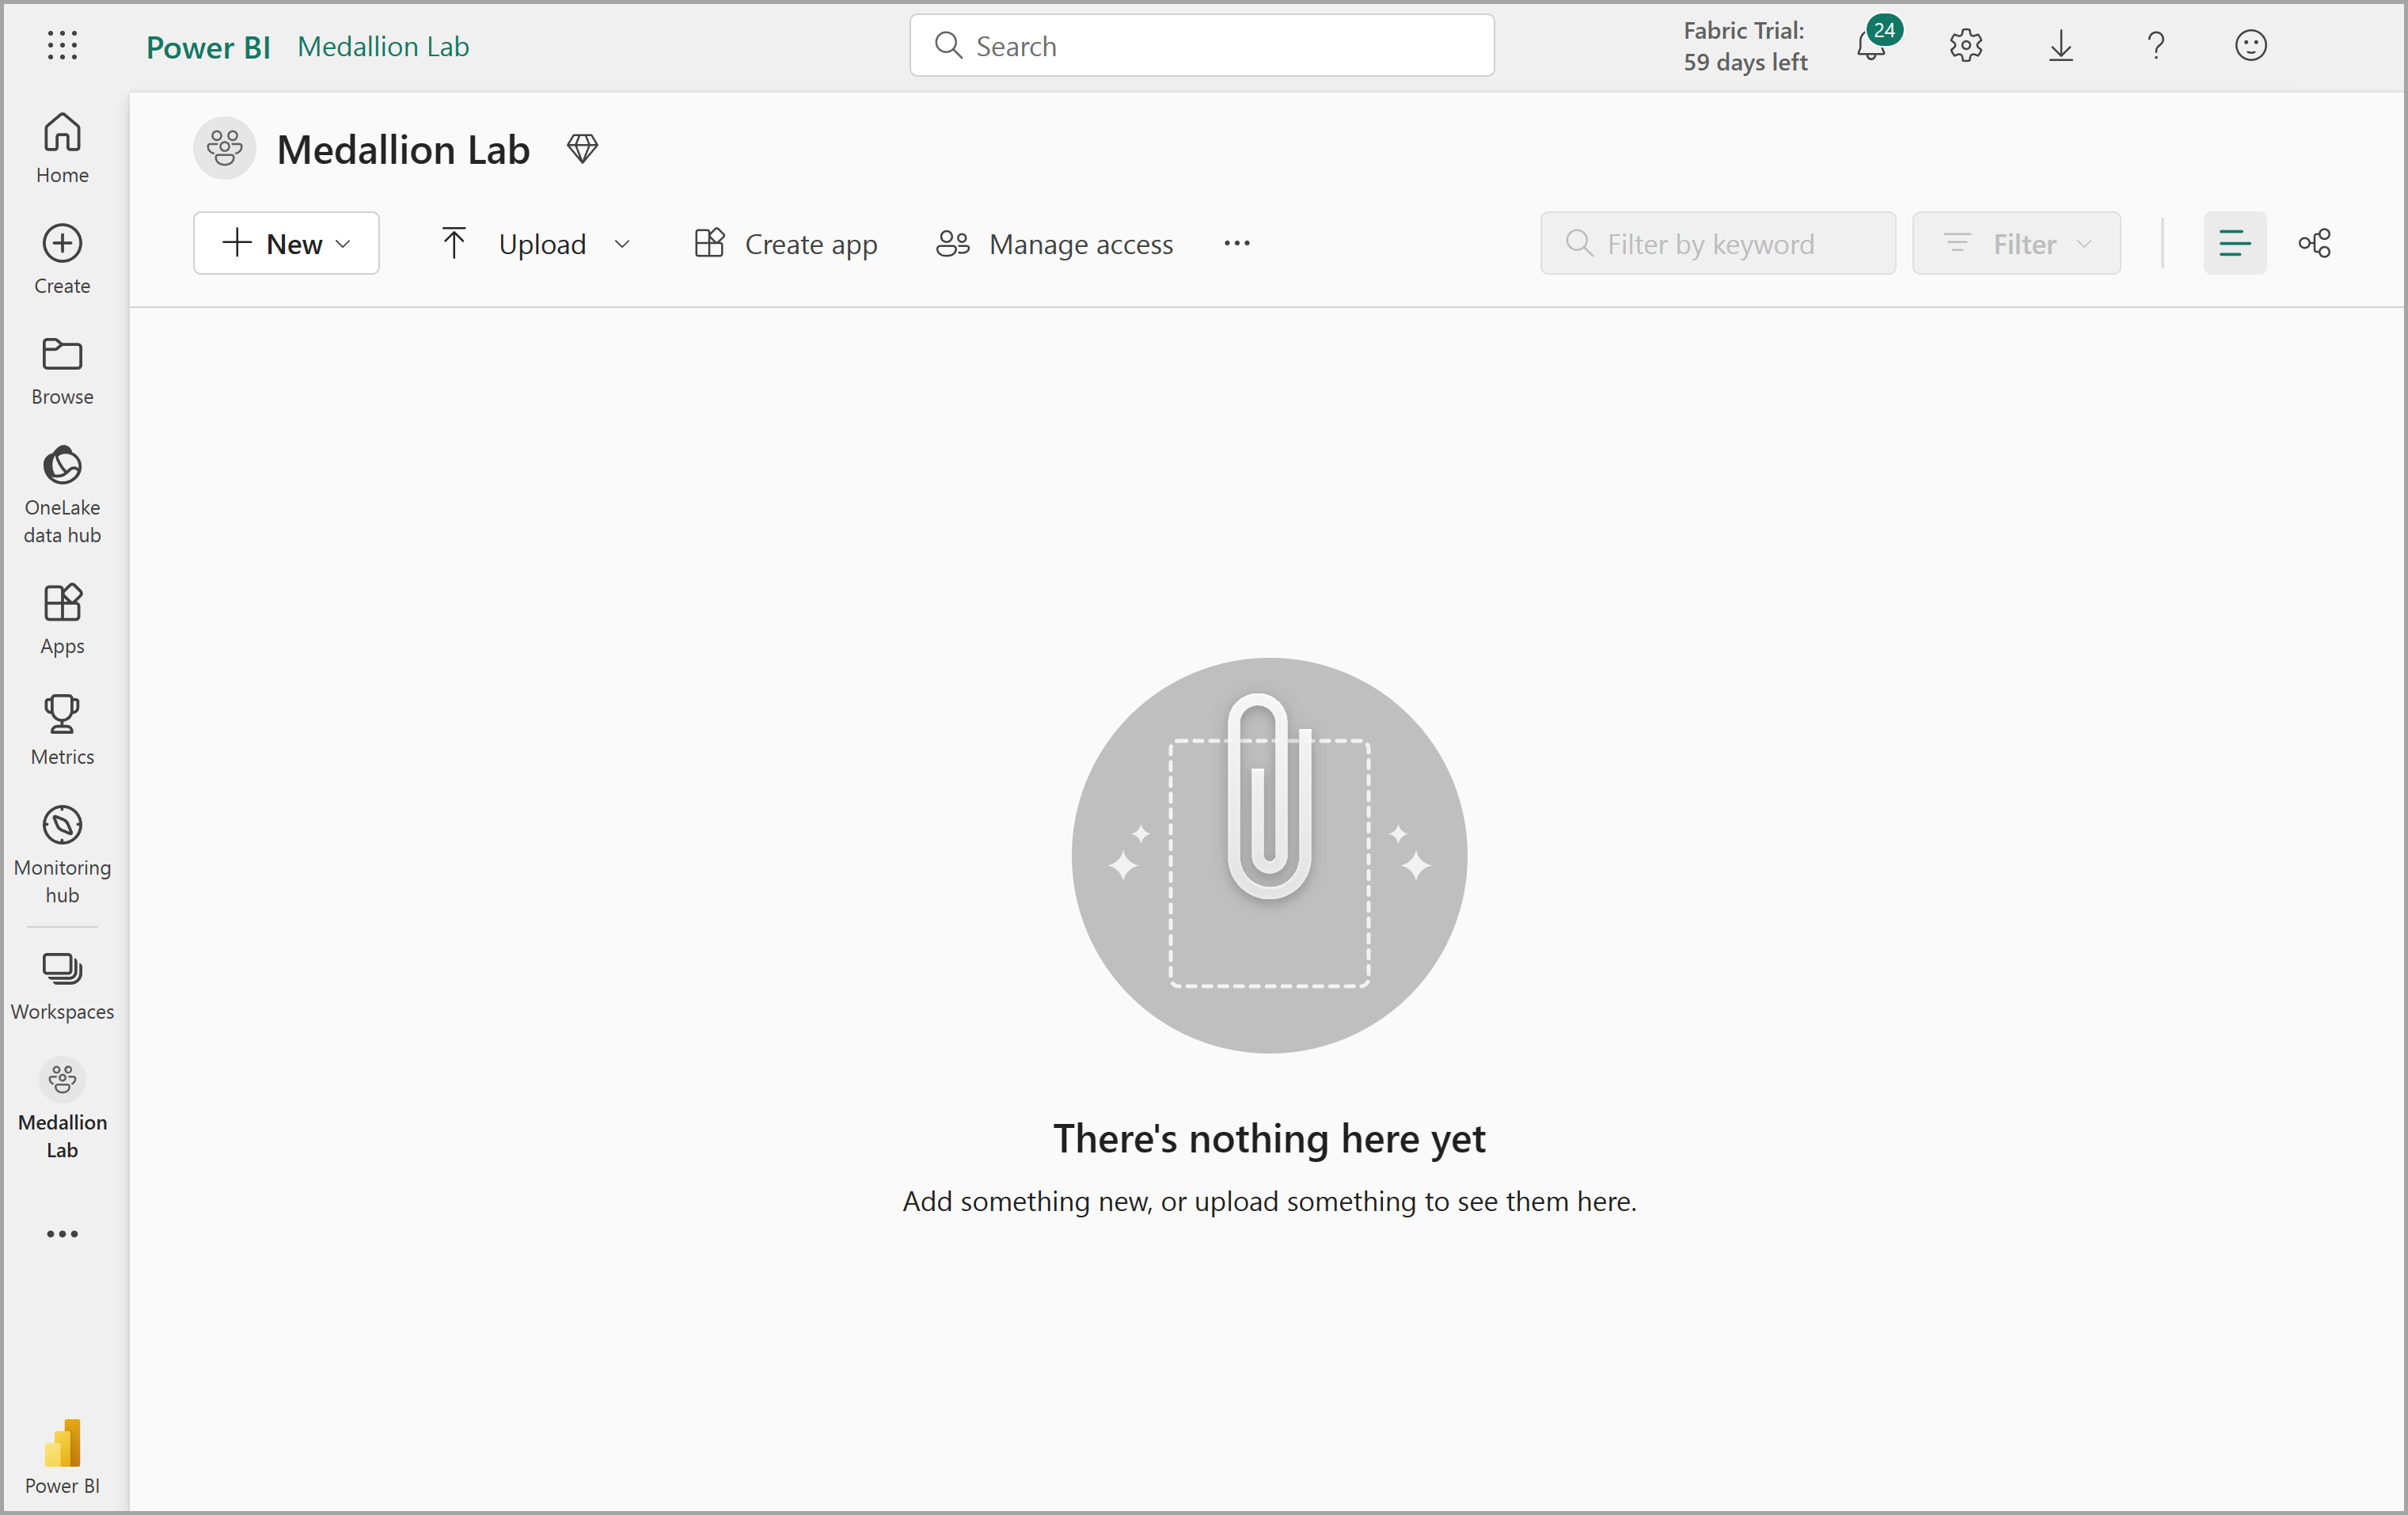 Power BI Medallion Lab
Search
Fabric Trial:
59 days left
24
Home
Create
Browse
OneLake
data hub
Apps
Metrics
Monitoring
hub
Workspaces
Medallion
Lab
Power BI
Medallion Lab
New
Upload
Create app
Manage access
Filter by keyword
Filter
There's nothing here yet
Add something new, or upload something to see them here.